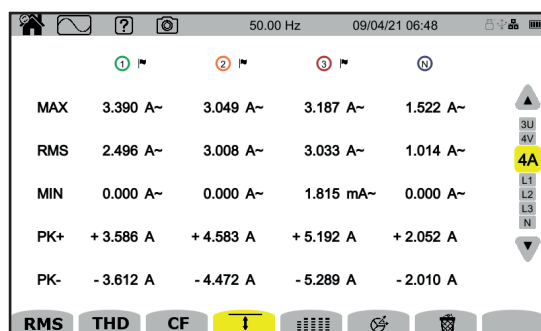 ? 50.00 Hz 09/04/21 06:48
1 2 3 N
MAX 3.390 A~ 3.049 A~ 3.187 A~ 1.522 A~
RMS 2.496 A~ 3.008 A~ 3.033 A~ 1.014 A~
MIN 0.000 A~ 0.000 A~ 1.815 mA~ 0.000 A~
PK+ + 3.586 A + 4.583 A + 5.192 A + 2.052 A
PK- - 3.612 A - 4.472 A - 5.289 A - 2.010 A
3U
4V
4A
L1
L2
L3
N
RMS THD CF